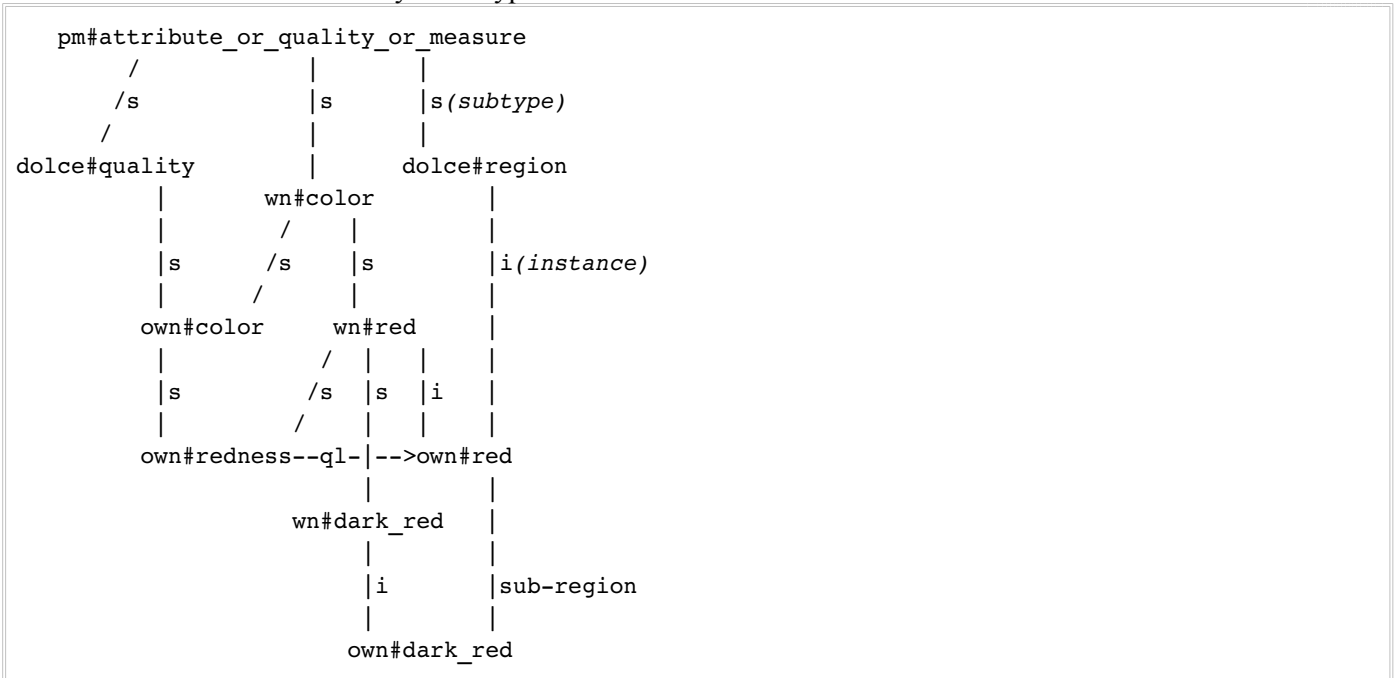 pm#attribute_or_quality_or_measure
/ | |
/s |s |s(subtype)
/ | |
dolce#quality | dolce#region
| wn#color |
| / | |
|s /s |s |i(instance)
| / | |
own#color wn#red |
| / | | |
|s /s |s |i |
| / | | |
own#redness--ql-|-->own#red
| |
wn#dark_red |
| |
|i |sub-region
| |
own#dark_red